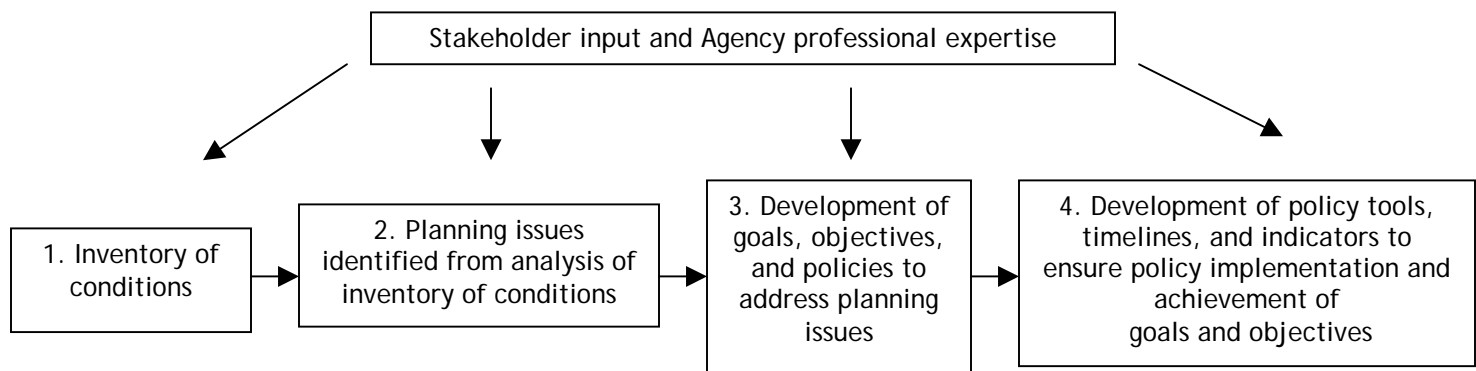 Stakeholder input and Agency professional expertise
1. Inventory of
conditions
2. Planning issues
identified from analysis of
inventory of conditions
3. Development of
goals, objectives,
and policies to
address planning
issues
4. Development of policy tools,
timelines, and indicators to
ensure policy implementation and
achievement of
goals and objectives